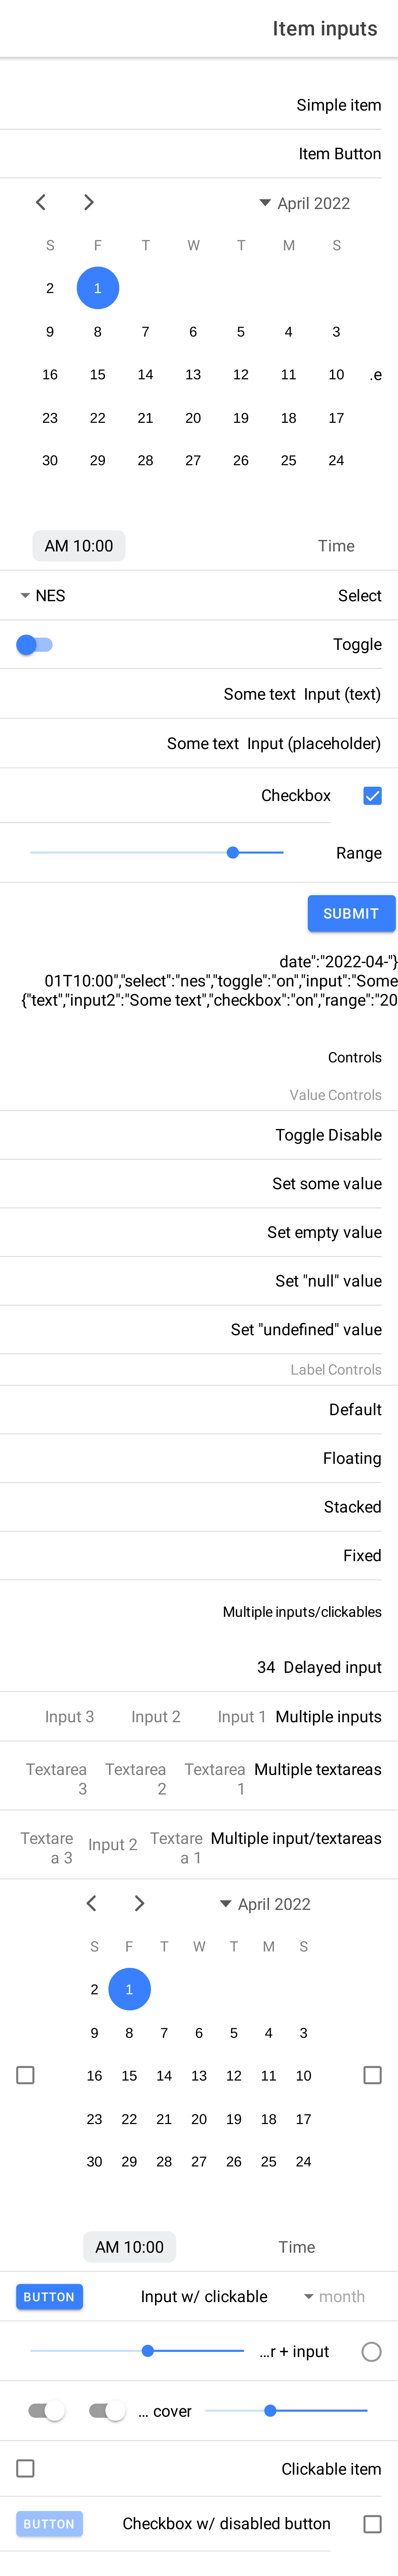 Item inputs
Simple item
Item Button
April 2022
S M T W T F S
1 2
3 4 5 6 7 8 9
.e
10 11 12 13 14 15 16
17 18 19 20 21 22 23
24 25 26 27 28 29 30
Time AM 10:00
Select NES
Toggle
Some text Input (text)
Some text Input (placeholder)
Checkbox
Range
SUBMIT
date":"2022-04-"}
01T10:00","select":"nes","toggle":"on","input":"Some
{"text","input2":"Some text","checkbox":"on","range":"20
Controls
Value Controls
Toggle Disable
Set some value
Set empty value
Set "null" value
Set "undefined" value
Label Controls
Default
Floating
Stacked
Fixed
Multiple inputs/clickables
34 Delayed input
Multiple inputs Input 1 Input 2 Input 3
Multiple textareas Textarea 1 Textarea 2 Textarea 3
Multiple input/textareas Textare
a 1 Input 2 Textare
a 3
April 2022
S M T W T F S
1 2
3 4 5 6 7 8 9
10 11 12 13 14 15 16
17 18 19 20 21 22 23
24 25 26 27 28 29 30
Time AM 10:00
month Input w/ clickable BUTTON
...r + input
... cover
Clickable item
Checkbox w/ disabled button BUTTON